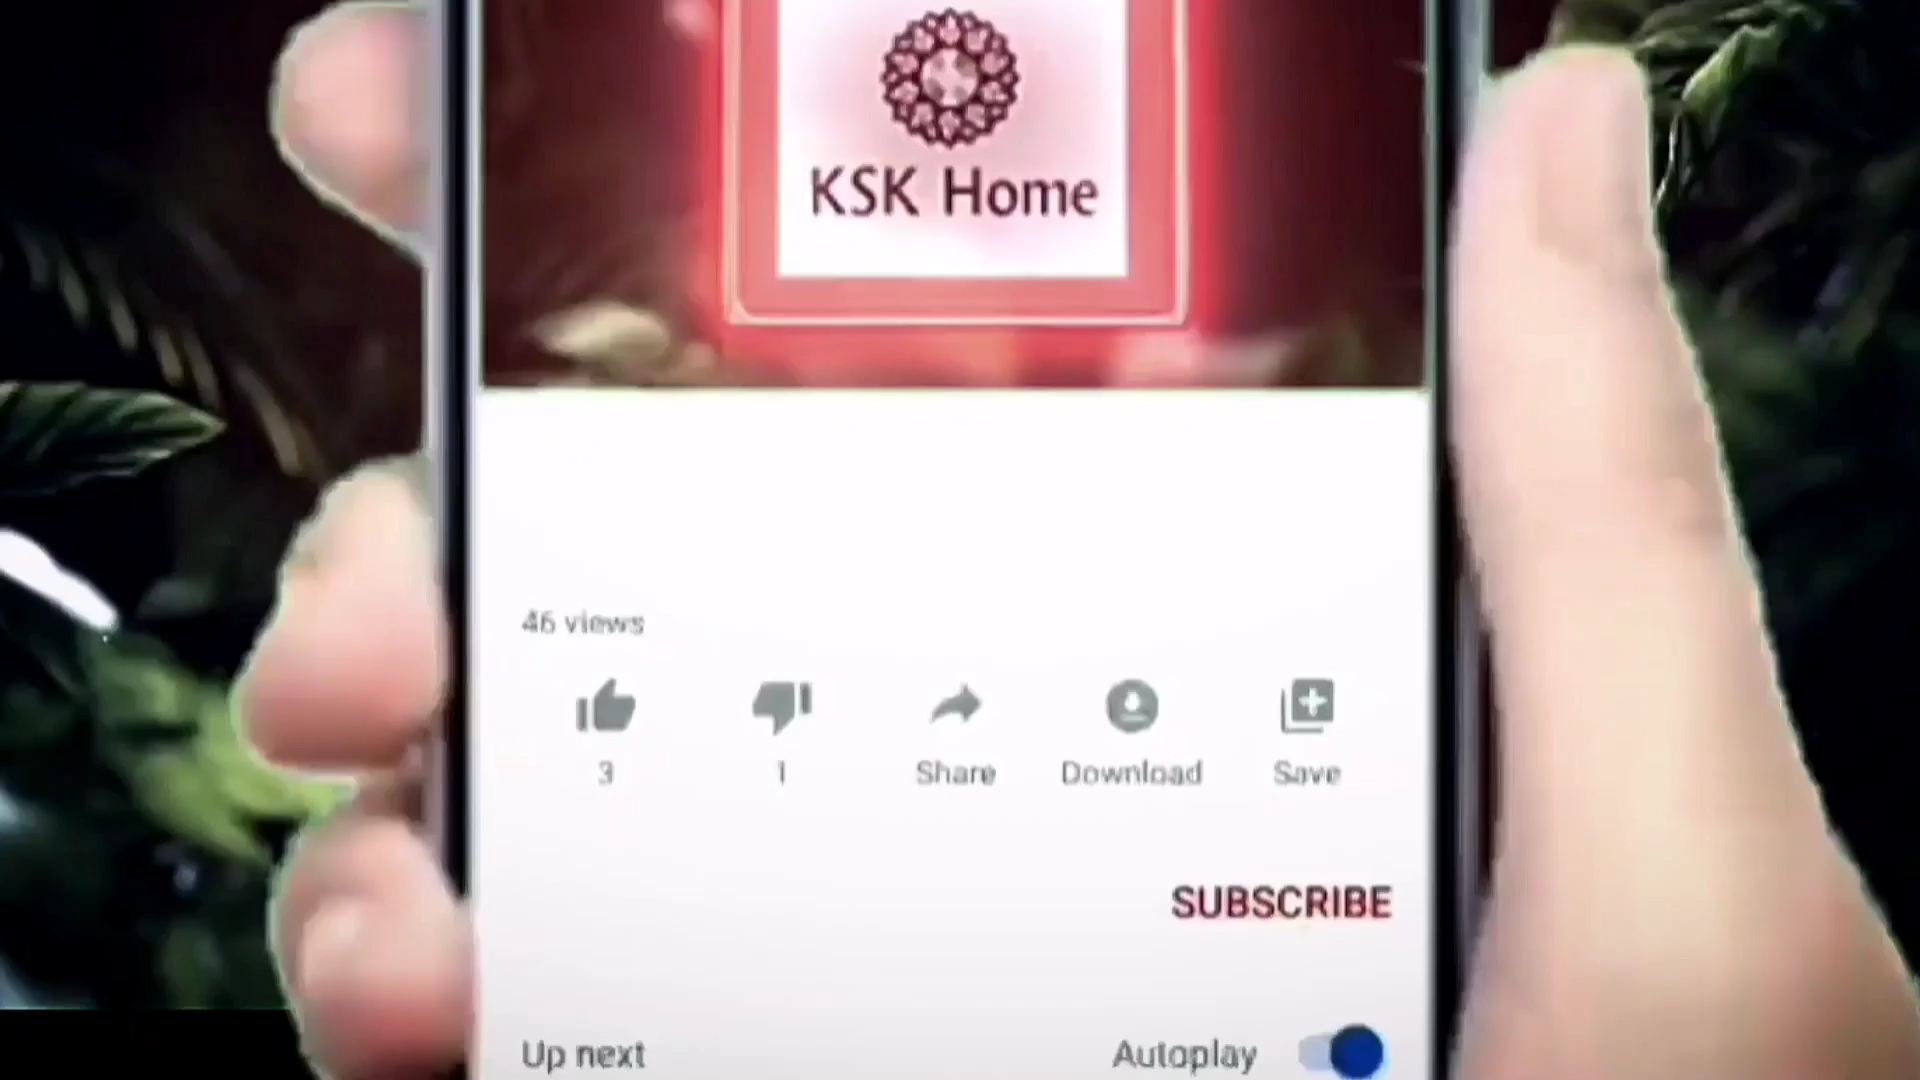 KSK Home
46 views
3
1
Share
Download
Save
SUBSCRIBE
Up next
Autoplay